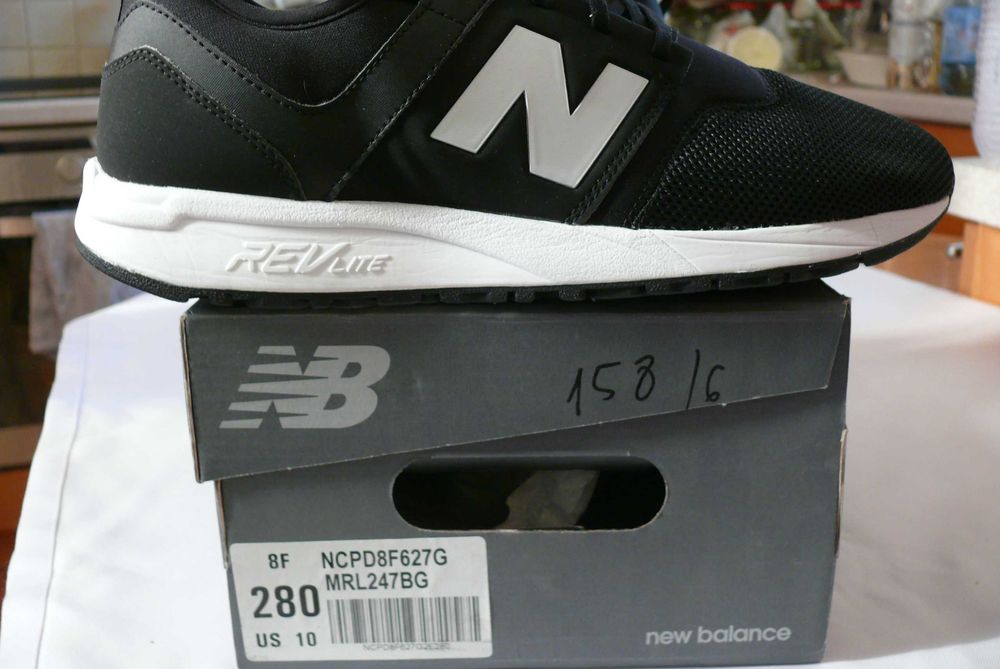 N
REVLITE
NB
158/6
8F NCPD8F627G
MRL247BG
280
US 10
new balance